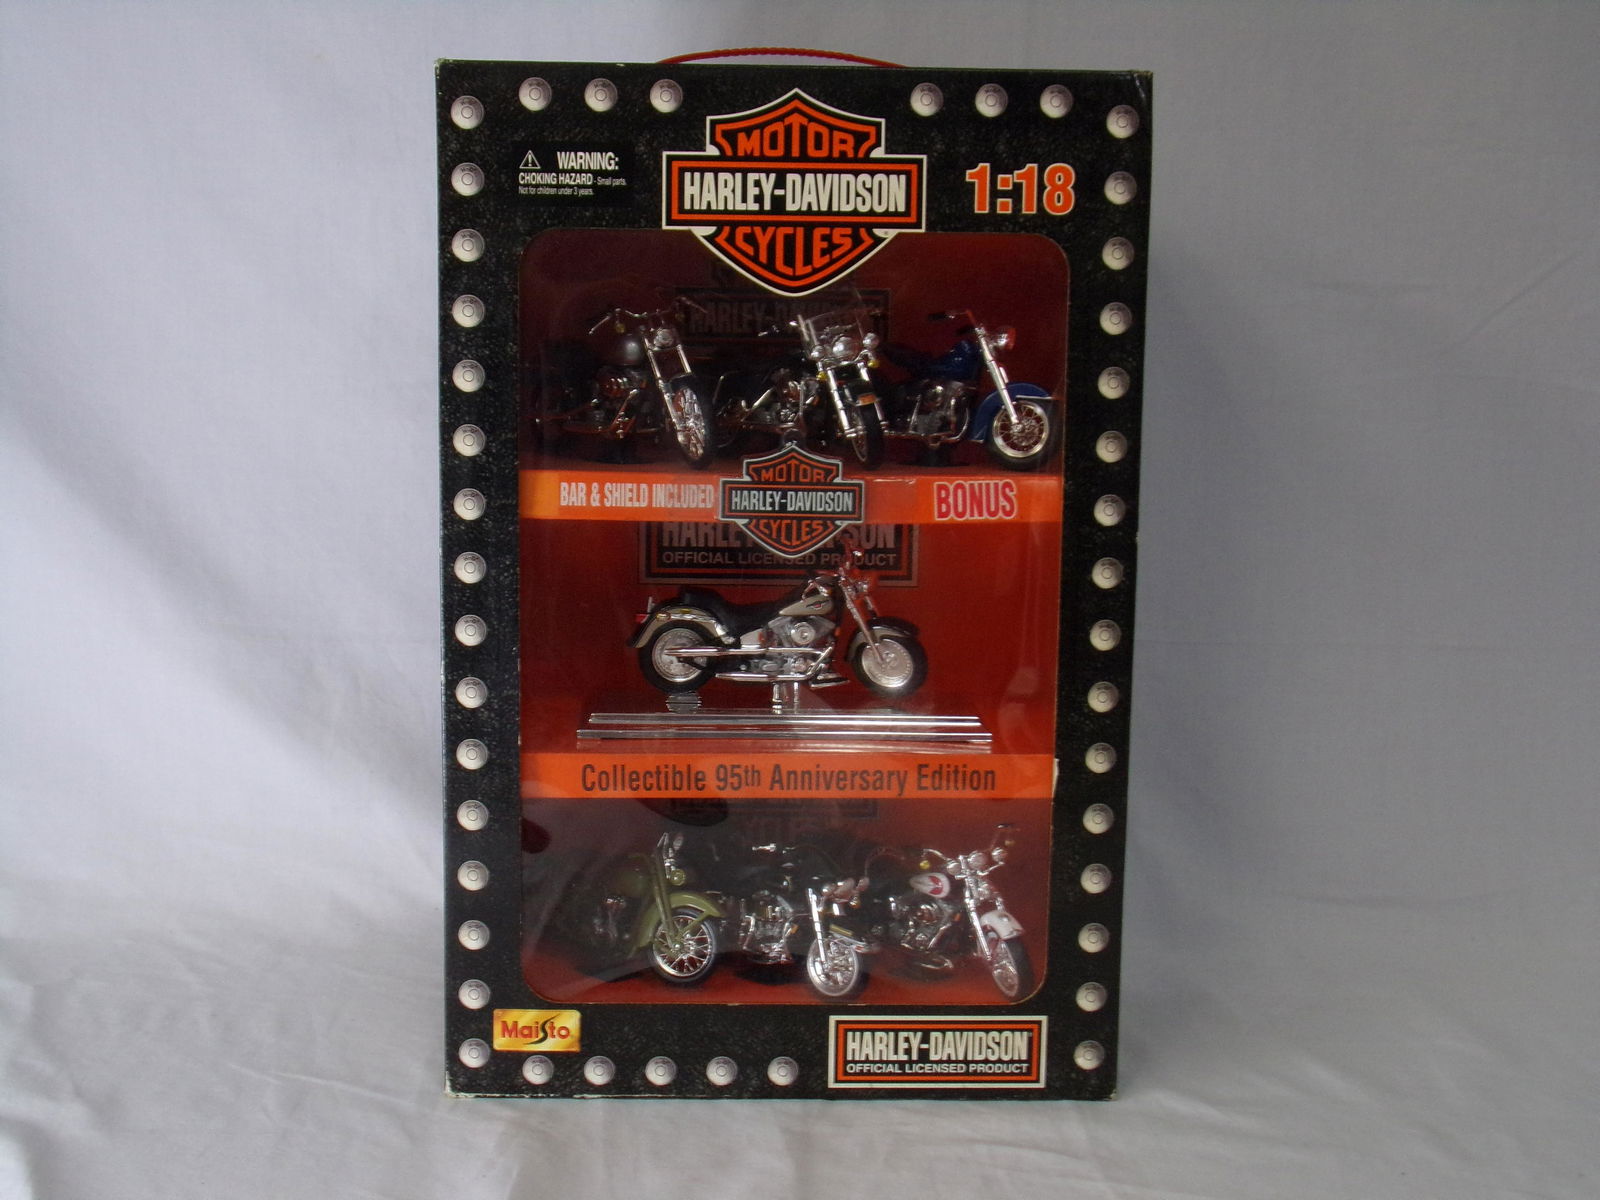 MOTOR
HARLEY-DAVIDSON
CYCLES
WARNING:
CHOKING HAZARD - Small parts.
Not for children under 3 years.
1:18
BAR & SHIELD INCLUDED
MOTOR
HARLEY-DAVIDSON
CYCLES
BONUS
OFFICIAL LICENSED PRODUCT
Collectible 95th Anniversary Edition
Maisto
HARLEY-DAVIDSON
OFFICIAL LICENSED PRODUCT